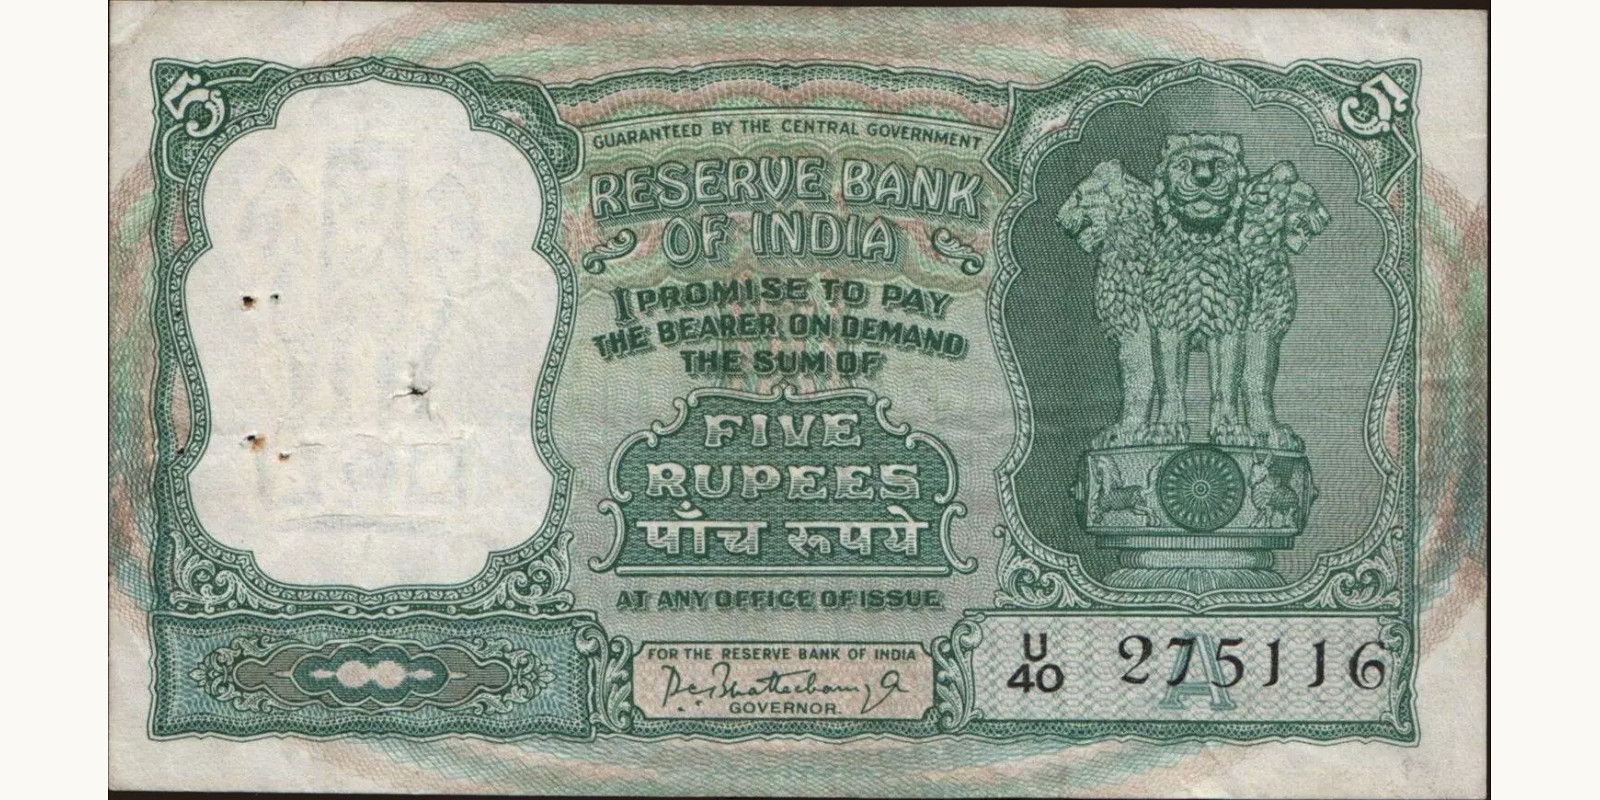 5
5
GUARANTEED BY THE CENTRAL GOVERNMENT
RESERVE BANK
OF INDIA
I PROMISE TO PAY
THE BEARER ON DEMAND
THE SUM OF
FIVE
RUPEES
पाँच रूपये
AT ANY OFFICE OF ISSUE
FOR THE RESERVE BANK OF INDIA
P. C. Bhattacharyya
GOVERNOR.
U
40 275116
A